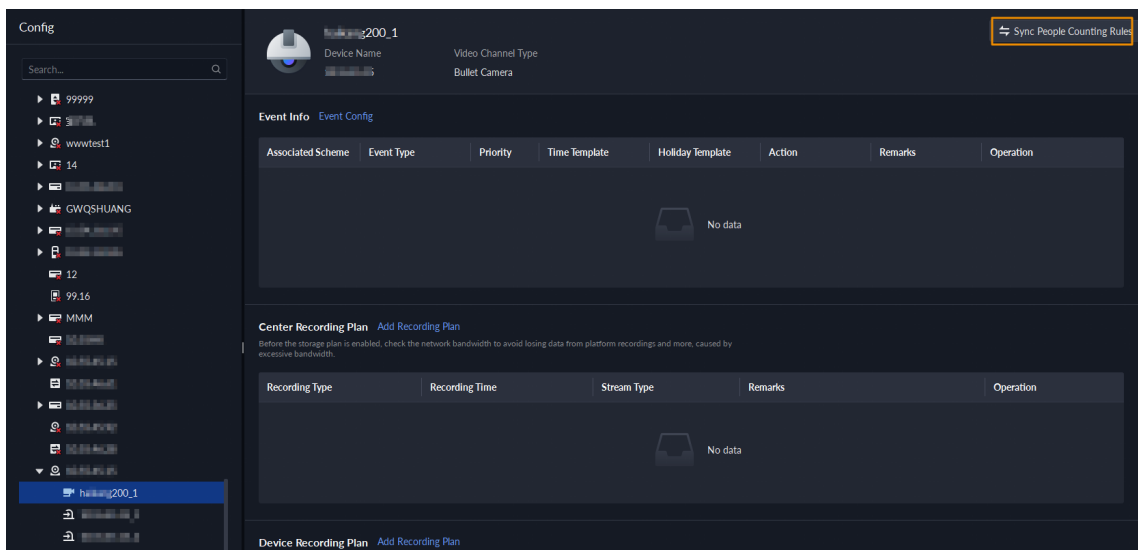 Config
Search...
99999
wwwtest1
14
GWQSHUANG
12
99.16
MMM
200_1
200_1
Device Name
Video Channel Type
Bullet Camera
Sync People Counting Rules
Event Info Event Config
Associated Scheme Event Type Priority Time Template Holiday Template Action Remarks Operation
No data
Center Recording Plan Add Recording Plan
Before the storage plan is enabled, check the network bandwidth to avoid losing data from platform recordings and more, caused by
excessive bandwidth.
Recording Type Recording Time Stream Type Remarks Operation
No data
Device Recording Plan Add Recording Plan